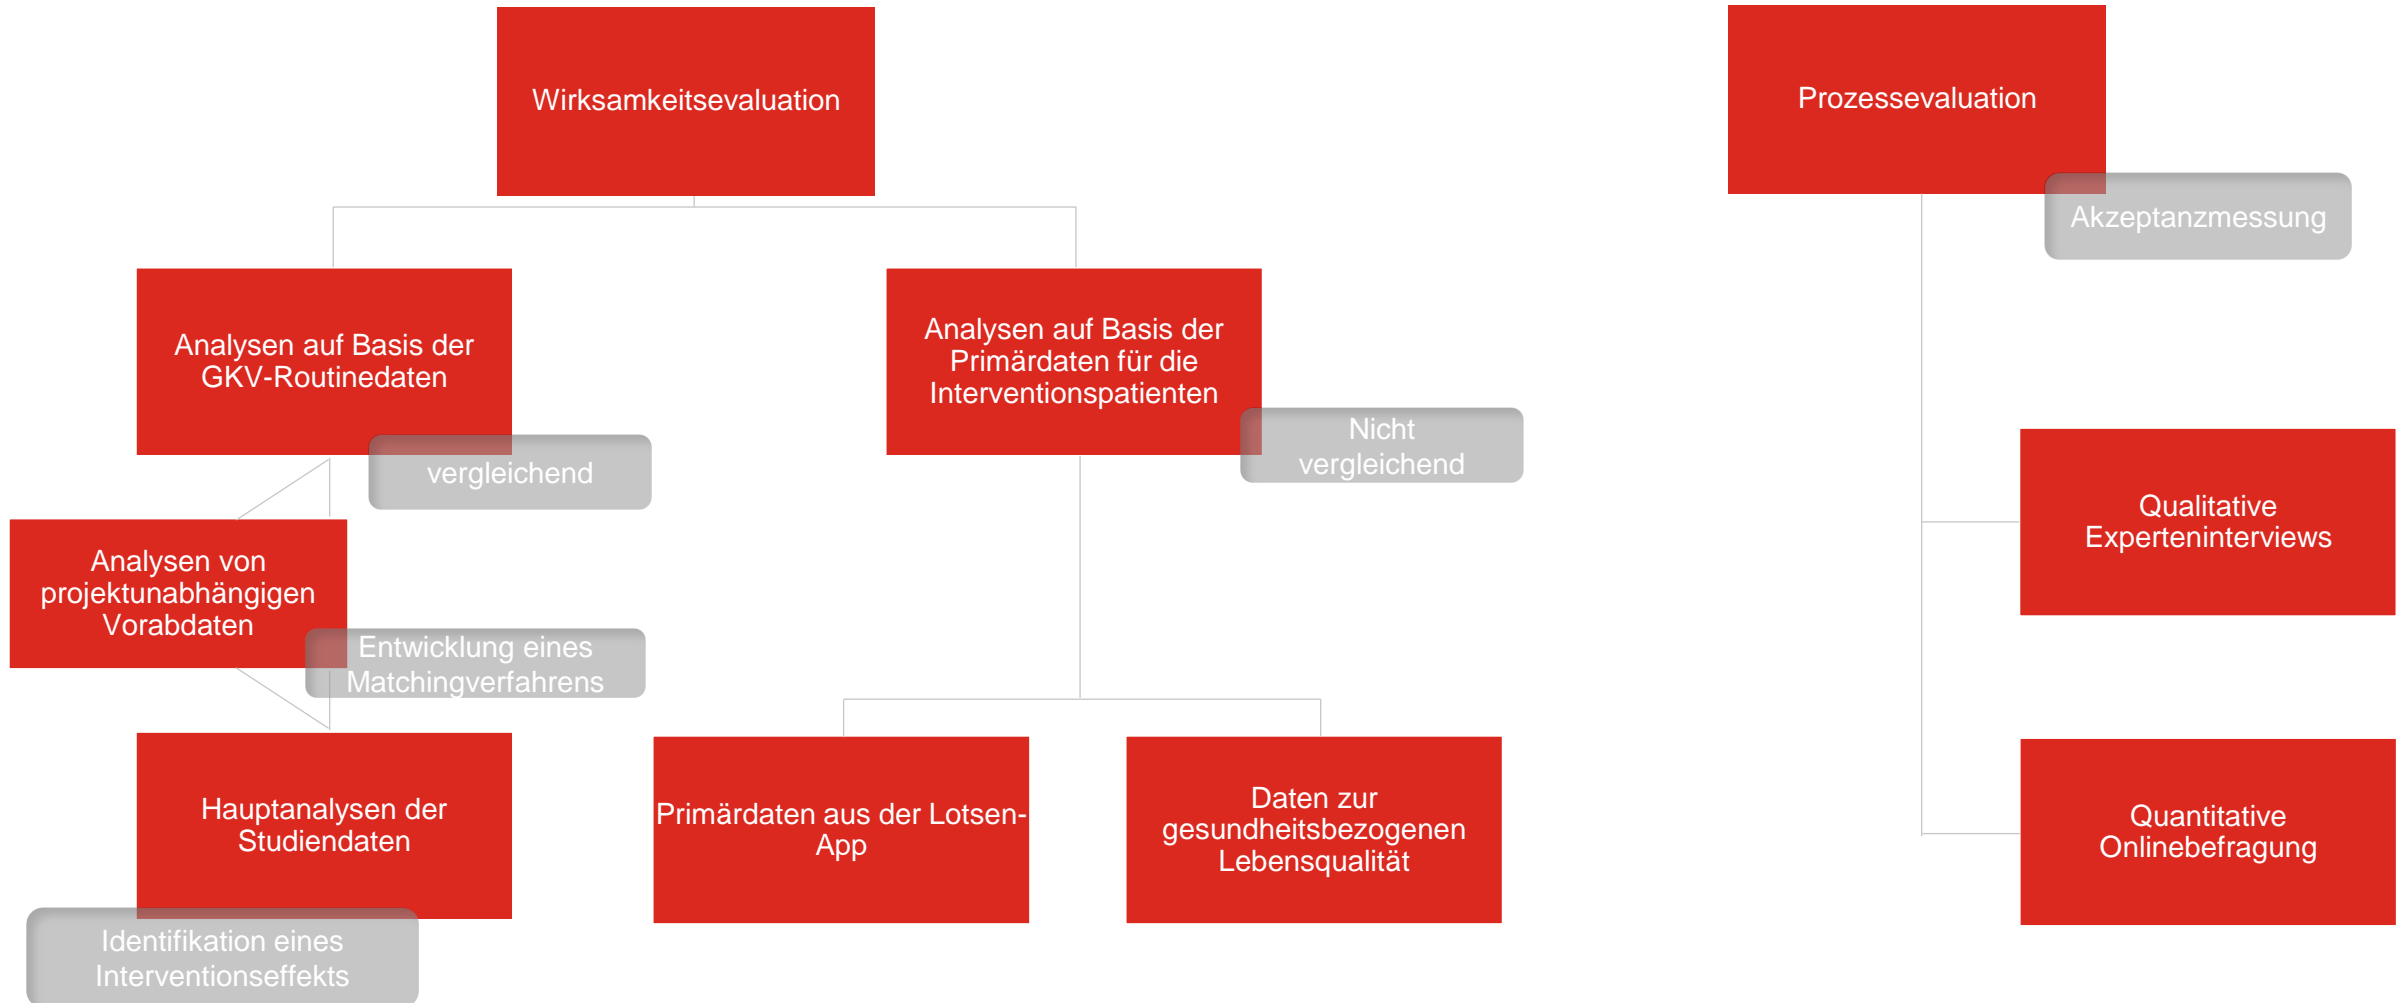 Wirksamkeitsevaluation
Prozessevaluation
Akzeptanzmessung
Analysen auf Basis der
GKV-Routinedaten
vergleichend
Analysen auf Basis der
Primärdaten für die
Interventionspatienten
Nicht
vergleichend
Analysen von
projektunabhängigen
Vorabdaten
Entwicklung eines
Matchingverfahrens
Qualitative
Experteninterviews
Hauptanalysen der
Studiendaten
Identifikation eines
Interventionseffekts
Primärdaten aus der Lotsen-
App
Daten zur
gesundheitsbezogenen
Lebensqualität
Quantitative
Onlinebefragung